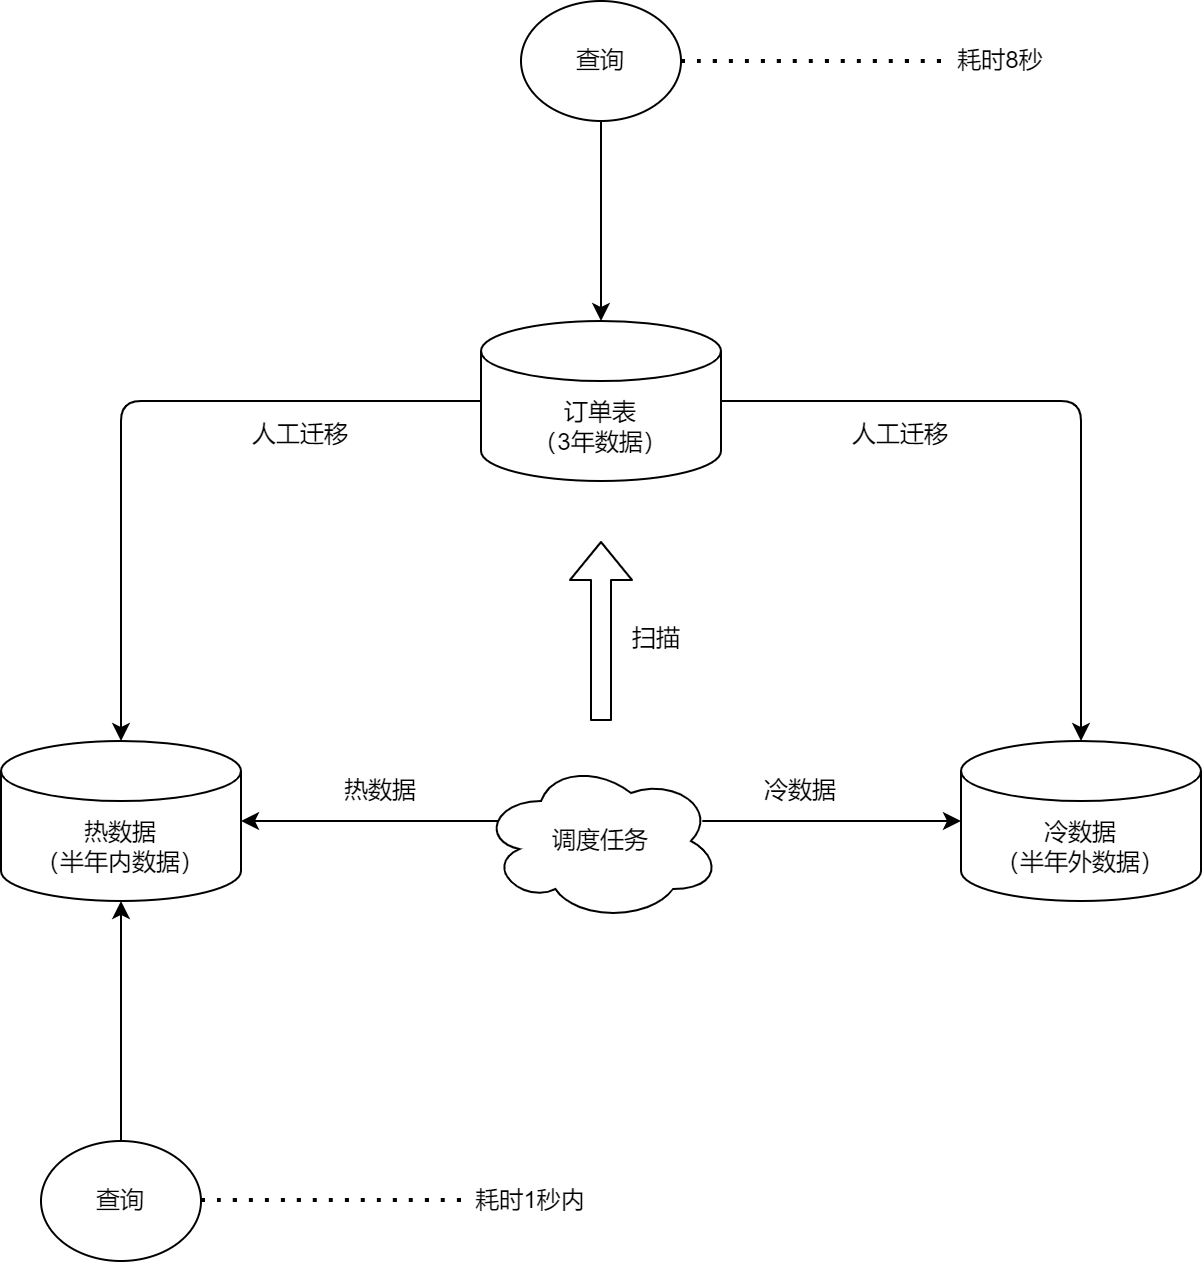 查询
耗时8秒
订单表
（3年数据）
人工迁移
人工迁移
扫描
热数据
冷数据
热数据
（半年内数据）
调度任务
冷数据
（半年外数据）
查询
耗时1秒内